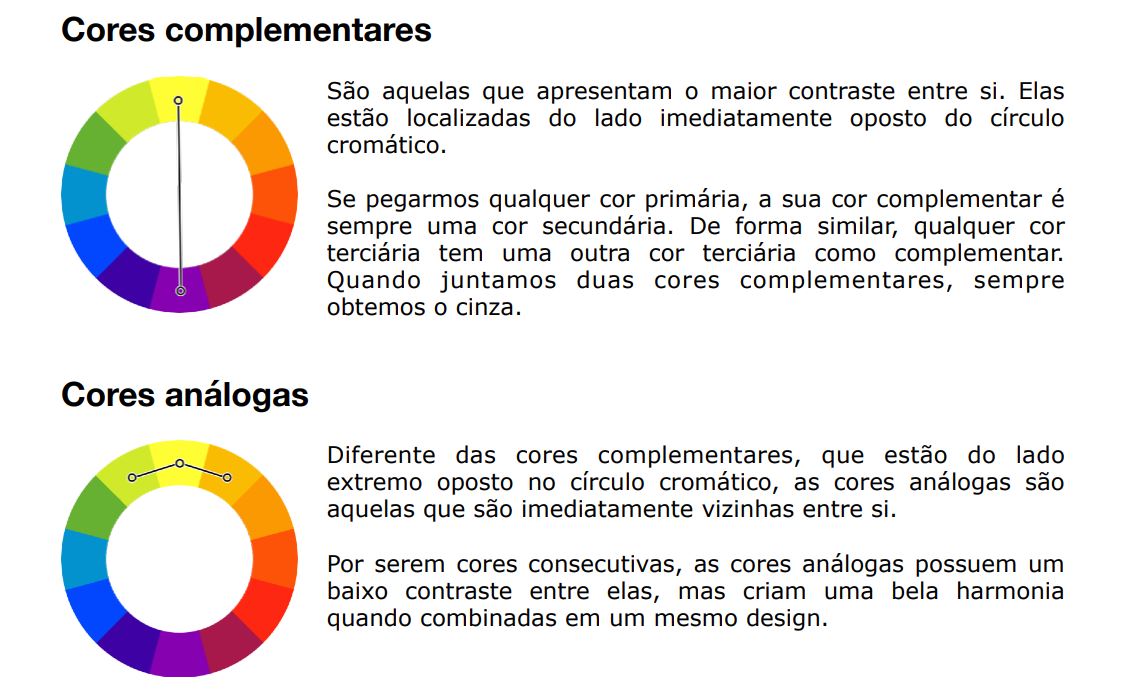 Cores complementares
São aquelas que apresentam o maior contraste entre si. Elas
estão localizadas do lado imediatamente oposto do círculo
cromático.
Se pegarmos qualquer cor primária, a sua cor complementar é
sempre uma cor secundária. De forma similar, qualquer cor
terciária tem uma outra cor terciária como complementar.
Quando juntamos duas cores complementares, sempre
obtemos o cinza.
Cores análogas
Diferente das cores complementares, que estão do lado
extremo oposto no círculo cromático, as cores análogas são
aquelas que são imediatamente vizinhas entre si.
Por serem cores consecutivas, as cores análogas possuem um
baixo contraste entre elas, mas criam uma bela harmonia
quando combinadas em um mesmo design.